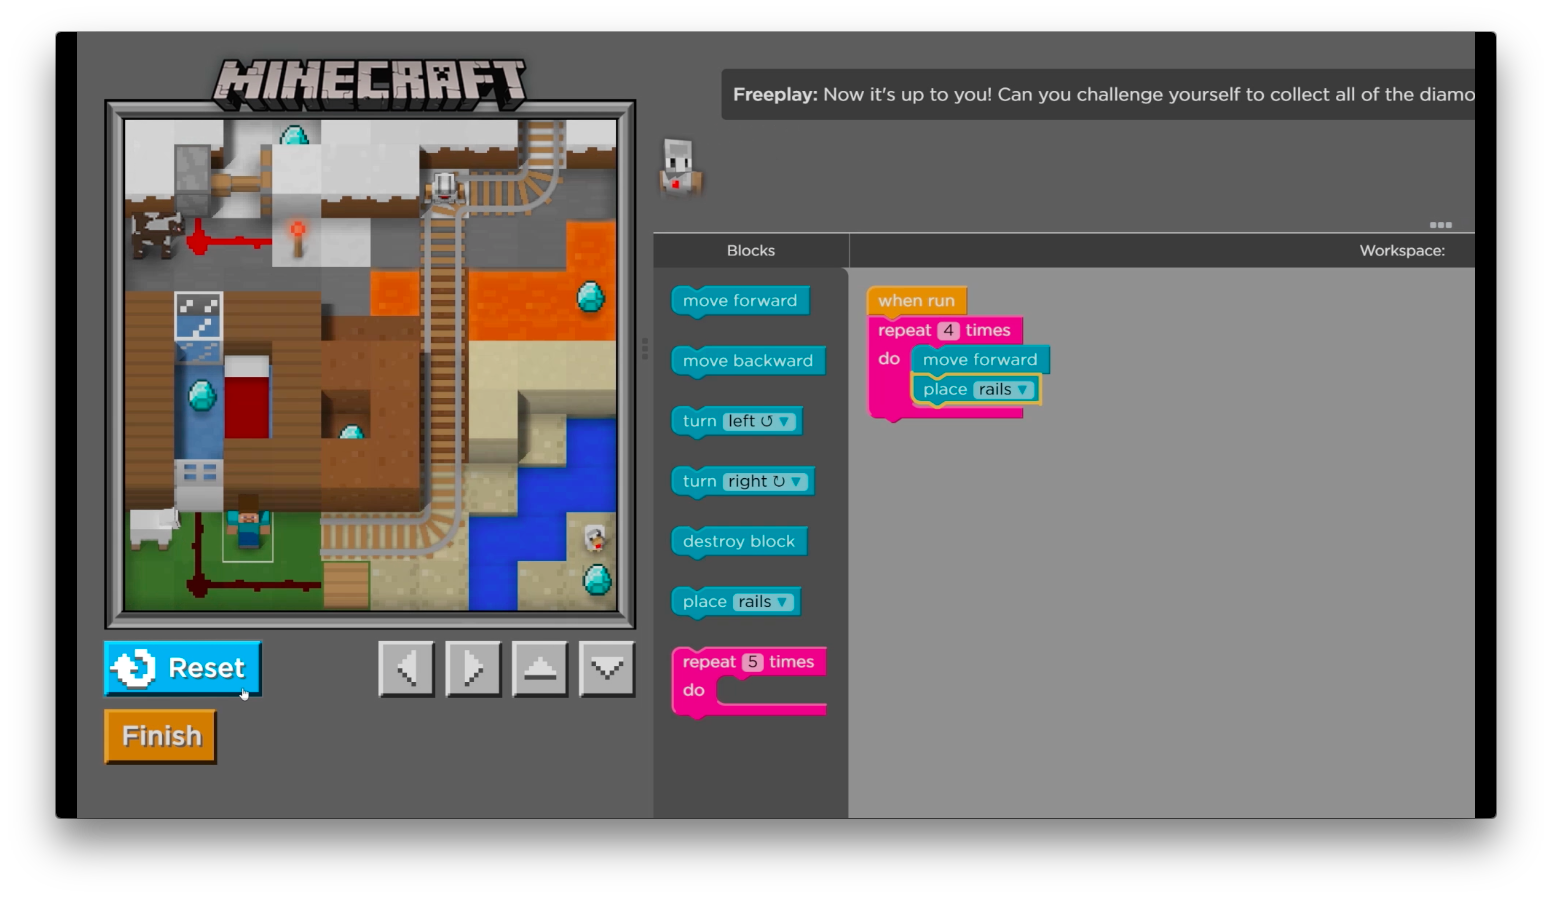 MINECRAFT
Freeplay: Now it's up to you! Can you challenge yourself to collect all of the diamo
Blocks
Workspace:
move forward
move backward
turn left ↺ ▼
turn right ↻ ▼
destroy block
place rails ▼
repeat 5 times
do
when run
repeat 4 times
do move forward
place rails ▼
Reset
Finish